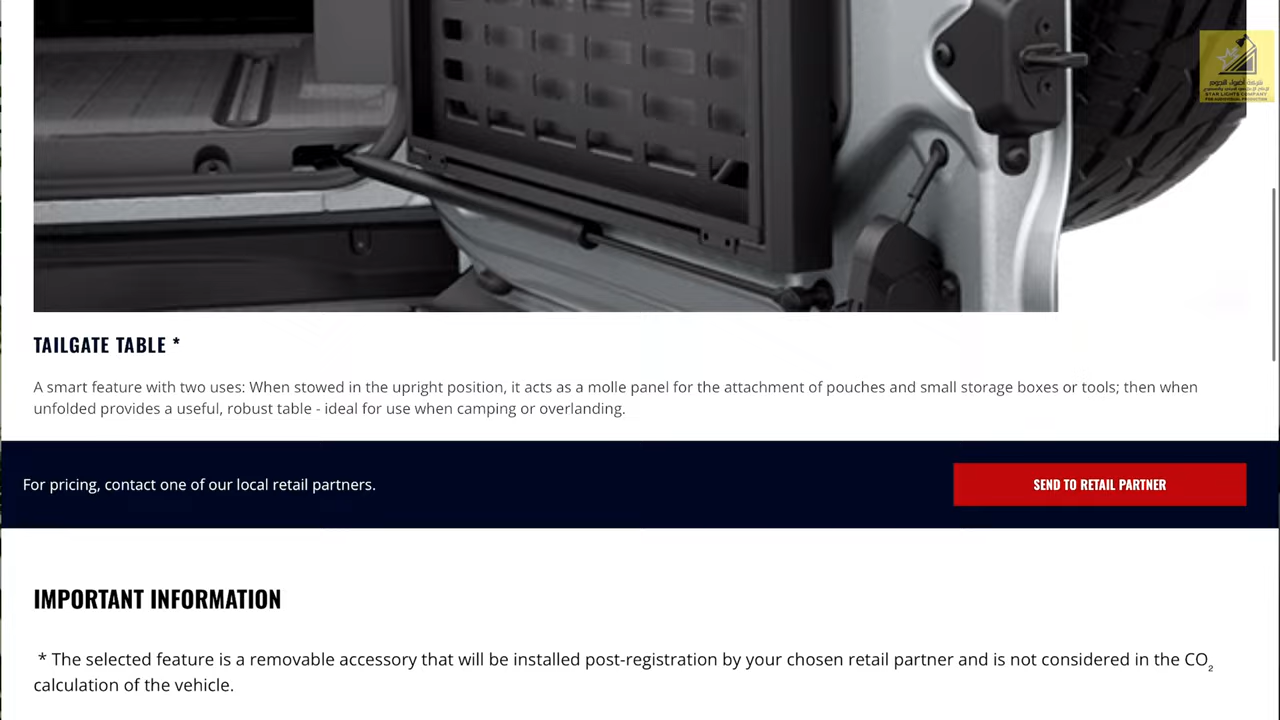 STAR LIGHTS COMPANY
TAILGATE TABLE *
A smart feature with two uses: When stowed in the upright position, it acts as a molle panel for the attachment of pouches and small storage boxes or tools; then when
unfolded provides a useful, robust table - ideal for use when camping or overlanding.
For pricing, contact one of our local retail partners.
SEND TO RETAIL PARTNER
IMPORTANT INFORMATION
* The selected feature is a removable accessory that will be installed post-registration by your chosen retail partner and is not considered in the CO₂
calculation of the vehicle.